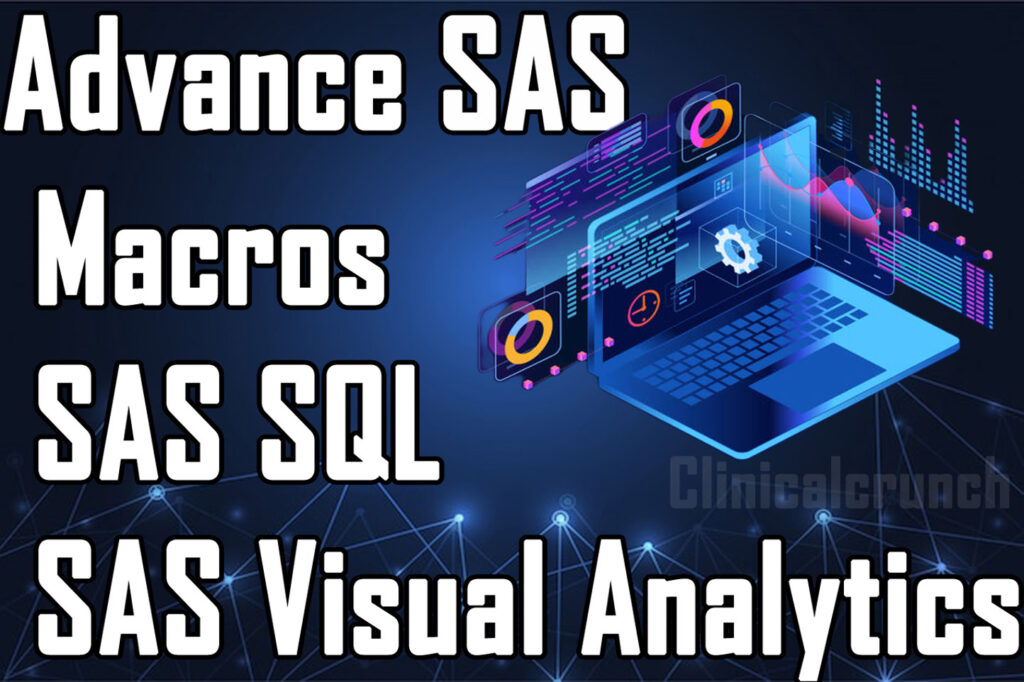 Advance SAS
Macros
SAS SQL
Clinicalcrunch
SAS Visual Analytics